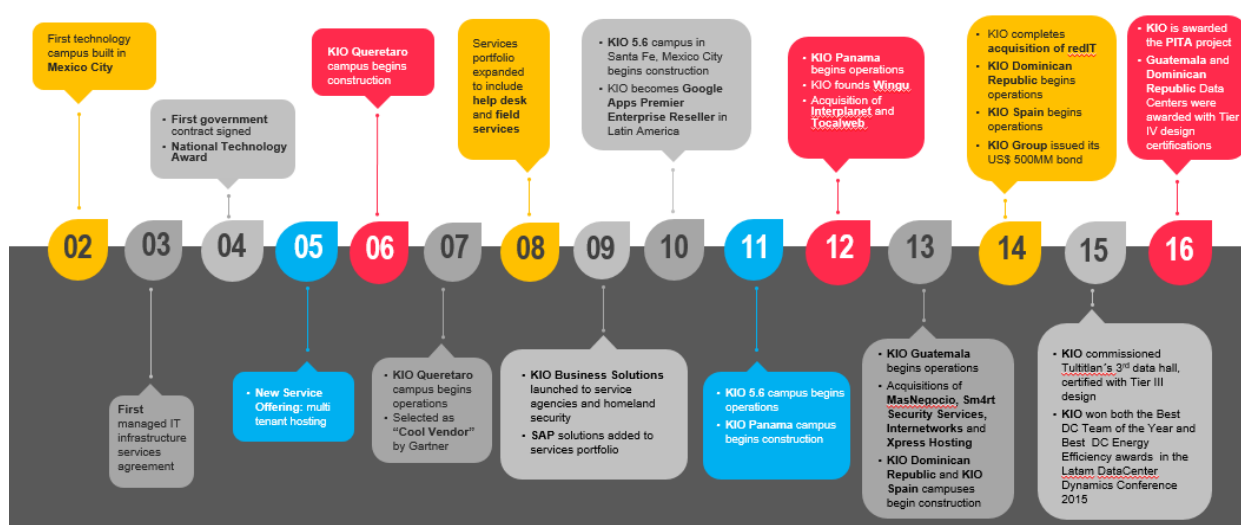 First technology
campus built in
Mexico City
• First government
contract signed
• National Technology
Award
KIO Queretaro
campus begins
construction
Services
portfolio
expanded
to include
help desk
and field
services
• KIO 5.6 campus in
Santa Fe, Mexico City
begins construction
• KIO becomes Google
Apps Premier
Enterprise Reseller in
Latin America
• KIO Panama
begins operations
• KIO founds Wingu
• Acquisition of
Interplanet and
Tocalweb
• KIO completes
acquisition of redIT
• KIO Dominican
Republic begins
operations
• KIO Spain begins
operations
• KIO Group issued its
US$ 500MM bond
• KIO is awarded
the PITA project
• Guatemala and
Dominican
Republic Data
Centers were
awarded with Tier
IV design
certifications
02 03 04 05 06 07 08 09 10 11 12 13 14 15 16
First
managed IT
infrastructure
services
agreement
• New Service
Offering: multi
tenant hosting
• KIO Queretaro
campus begins
operations
• Selected as
“Cool Vendor”
by Gartner
• KIO Business Solutions
launched to service
agencies and homeland
security
• SAP solutions added to
services portfolio
• KIO 5.6 campus begins
operations
• KIO Panama campus
begins construction
• KIO Guatemala
begins operations
• Acquisitions of
MasNegocio, Sm4rt
Security Services,
Internetworks and
Xpress Hosting
• KIO Dominican
Republic and KIO
Spain campuses
begin construction
• KIO commissioned
Tultitlan´s 3rd data hall,
certified with Tier III
design
• KIO won both the Best
DC Team of the Year and
Best DC Energy
Efficiency awards in the
Latam DataCenter
Dynamics Conference
2015